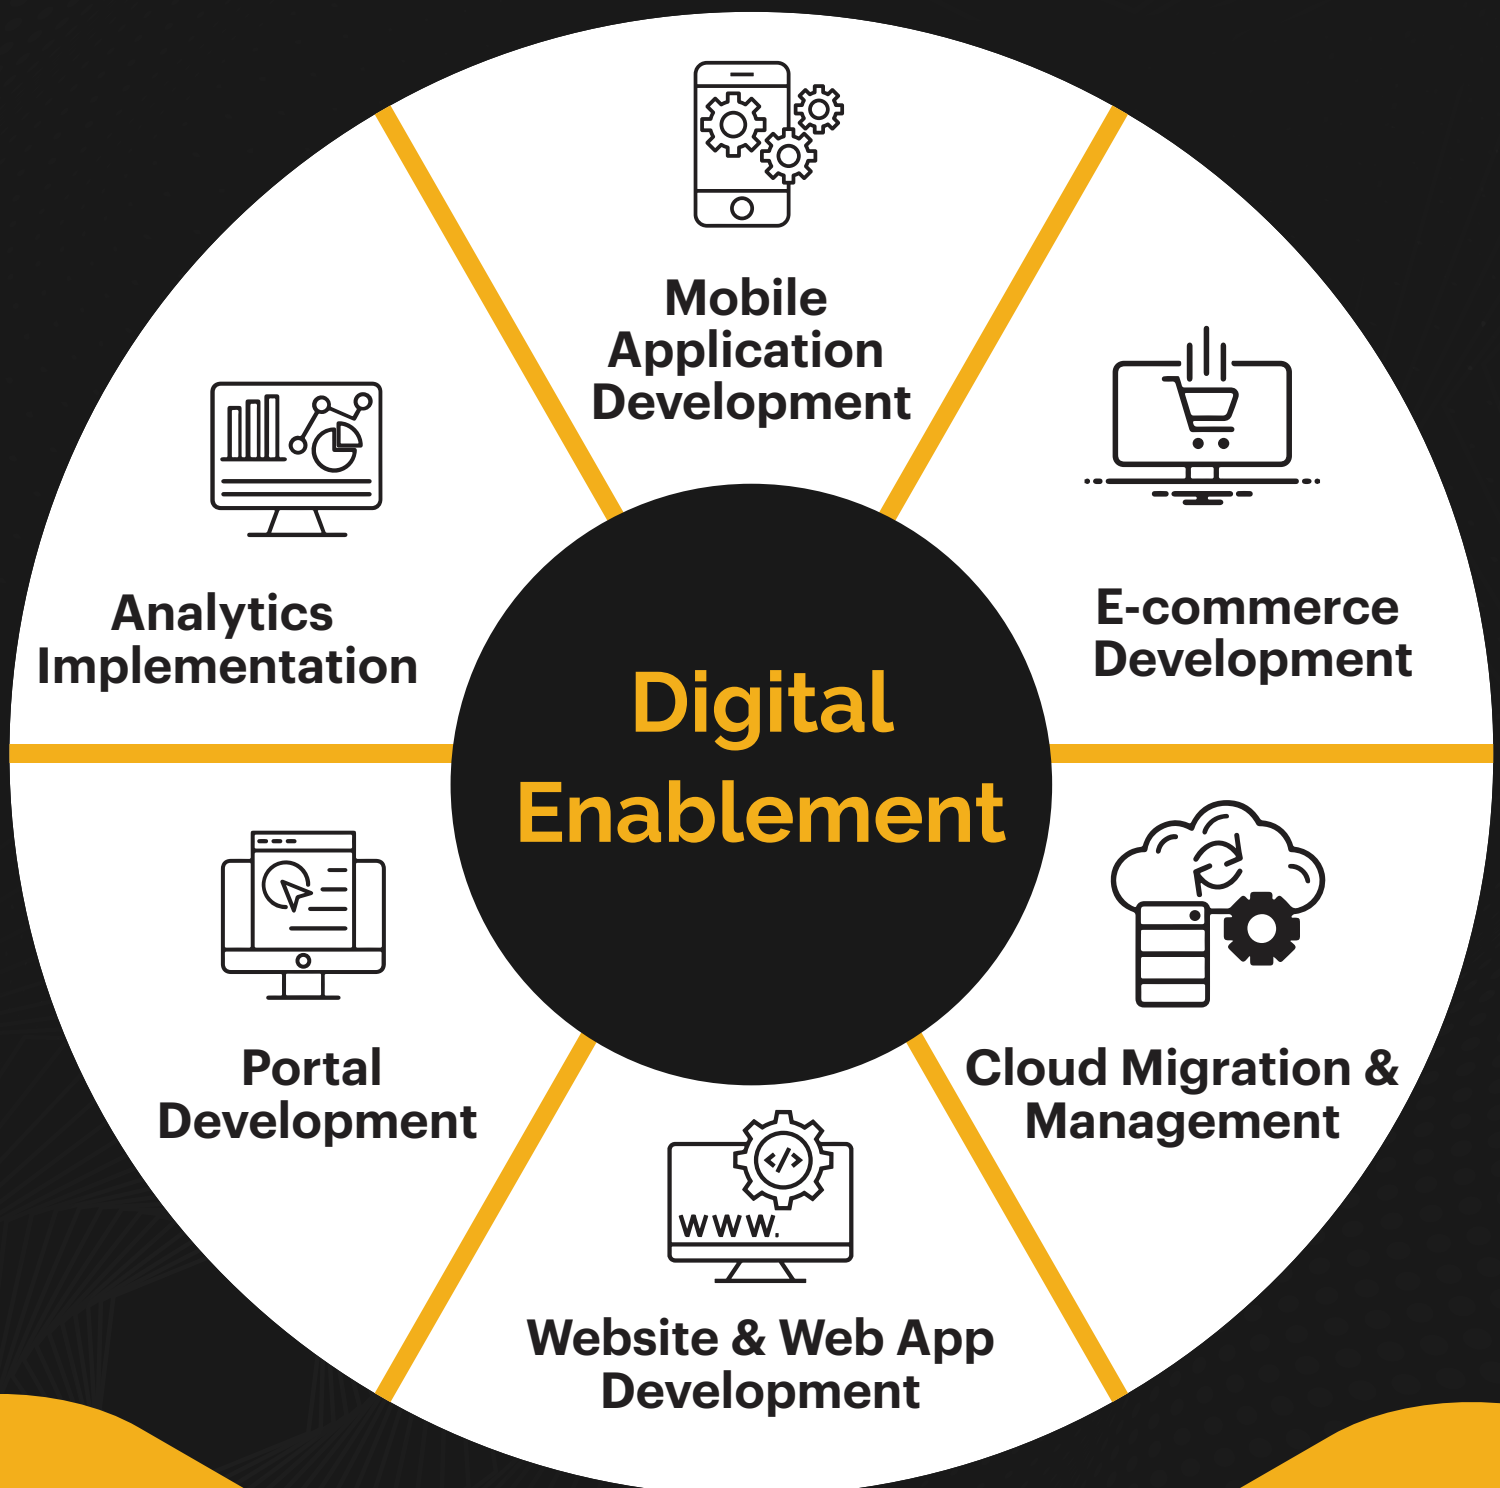 Mobile
Application
Development
E-commerce
Development
Analytics
Implementation
Digital
Enablement
Portal
Development
Cloud Migration &
Management
www.
</>
Website & Web App
Development